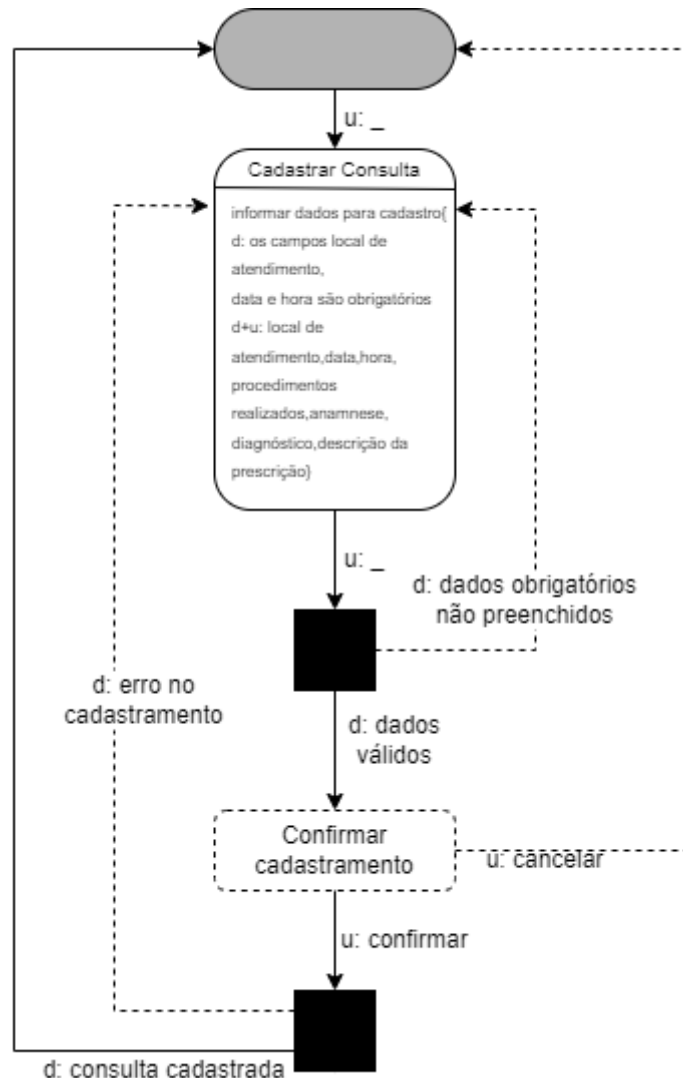 u: _
Cadastrar Consulta
informar dados para cadastro{
d: os campos local de
atendimento,
data e hora são obrigatórios
d+u: local de
atendimento,data,hora,
procedimentos
realizados,anamnese,
diagnóstico,descrição da
prescrição}
u: _
d: dados obrigatórios
não preenchidos
d: erro no
cadastramento
d: dados
válidos
Confirmar
cadastramento
u: cancelar
u: confirmar
d: consulta cadastrada